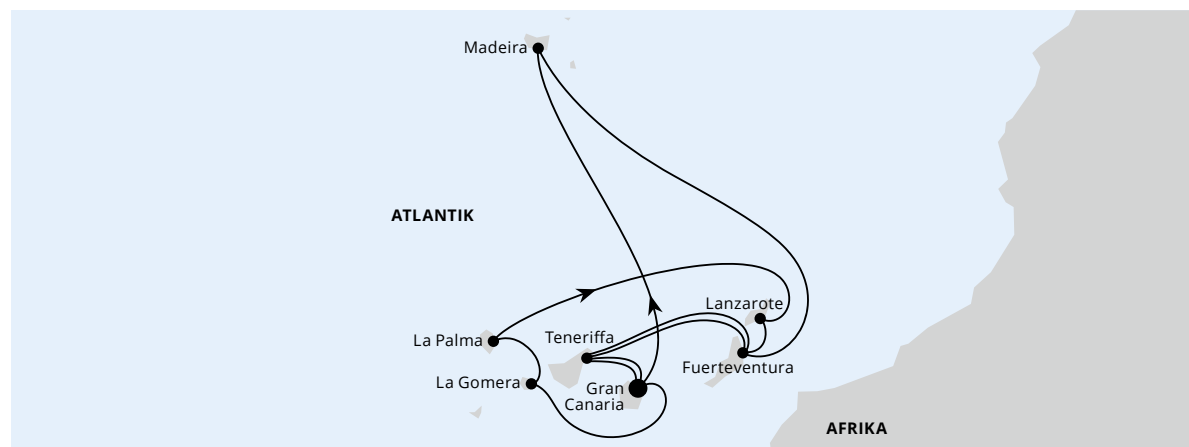 Madeira
ATLANTIK
Lanzarote
La Palma
Teneriffa
Fuerteventura
La Gomera
Gran
Canaria
AFRIKA